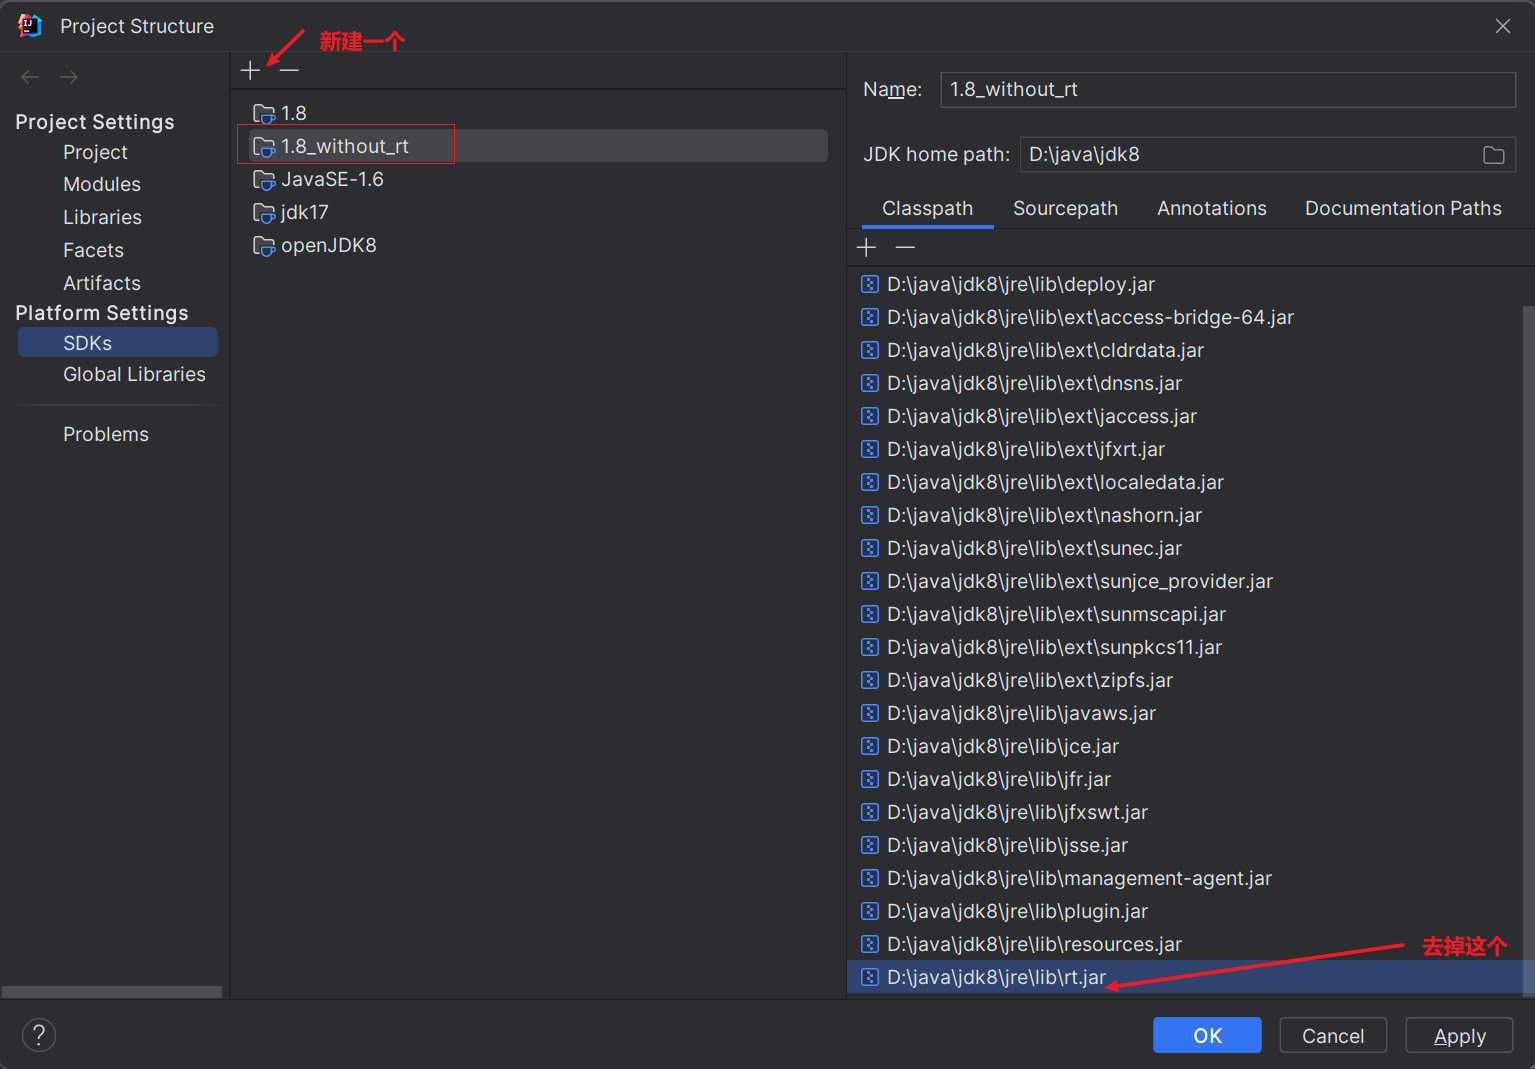 Project Structure
新建一个
Project Settings
Project
Modules
Libraries
Facets
Artifacts
Platform Settings
SDKs
Global Libraries
Problems
1.8
1.8_without_rt
JavaSE-1.6
jdk17
openJDK8
Name: 1.8_without_rt
JDK home path: D:\java\jdk8
Classpath Sourcepath Annotations Documentation Paths
D:\java\jdk8\jre\lib\deploy.jar
D:\java\jdk8\jre\lib\ext\access-bridge-64.jar
D:\java\jdk8\jre\lib\ext\cldrdata.jar
D:\java\jdk8\jre\lib\ext\dnsns.jar
D:\java\jdk8\jre\lib\ext\jaccess.jar
D:\java\jdk8\jre\lib\ext\jfxrt.jar
D:\java\jdk8\jre\lib\ext\localedata.jar
D:\java\jdk8\jre\lib\ext\nashorn.jar
D:\java\jdk8\jre\lib\ext\sunec.jar
D:\java\jdk8\jre\lib\ext\sunjce_provider.jar
D:\java\jdk8\jre\lib\ext\sunmscapi.jar
D:\java\jdk8\jre\lib\ext\sunpkcs11.jar
D:\java\jdk8\jre\lib\ext\zipfs.jar
D:\java\jdk8\jre\lib\javaws.jar
D:\java\jdk8\jre\lib\jce.jar
D:\java\jdk8\jre\lib\jfr.jar
D:\java\jdk8\jre\lib\jfxswt.jar
D:\java\jdk8\jre\lib\jsse.jar
D:\java\jdk8\jre\lib\management-agent.jar
D:\java\jdk8\jre\lib\plugin.jar
D:\java\jdk8\jre\lib\resources.jar
去掉这个
D:\java\jdk8\jre\lib\rt.jar
?
OK Cancel Apply